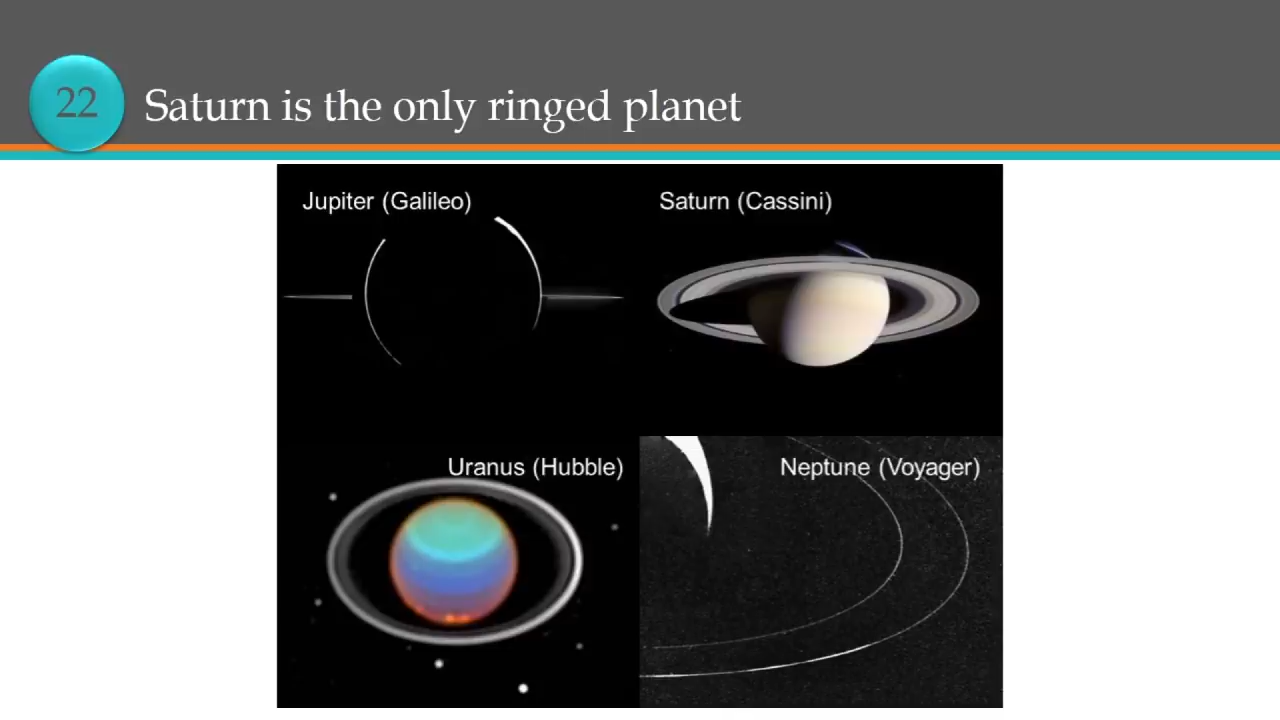 22
Saturn is the only ringed planet
Jupiter (Galileo)
Saturn (Cassini)
Uranus (Hubble)
Neptune (Voyager)